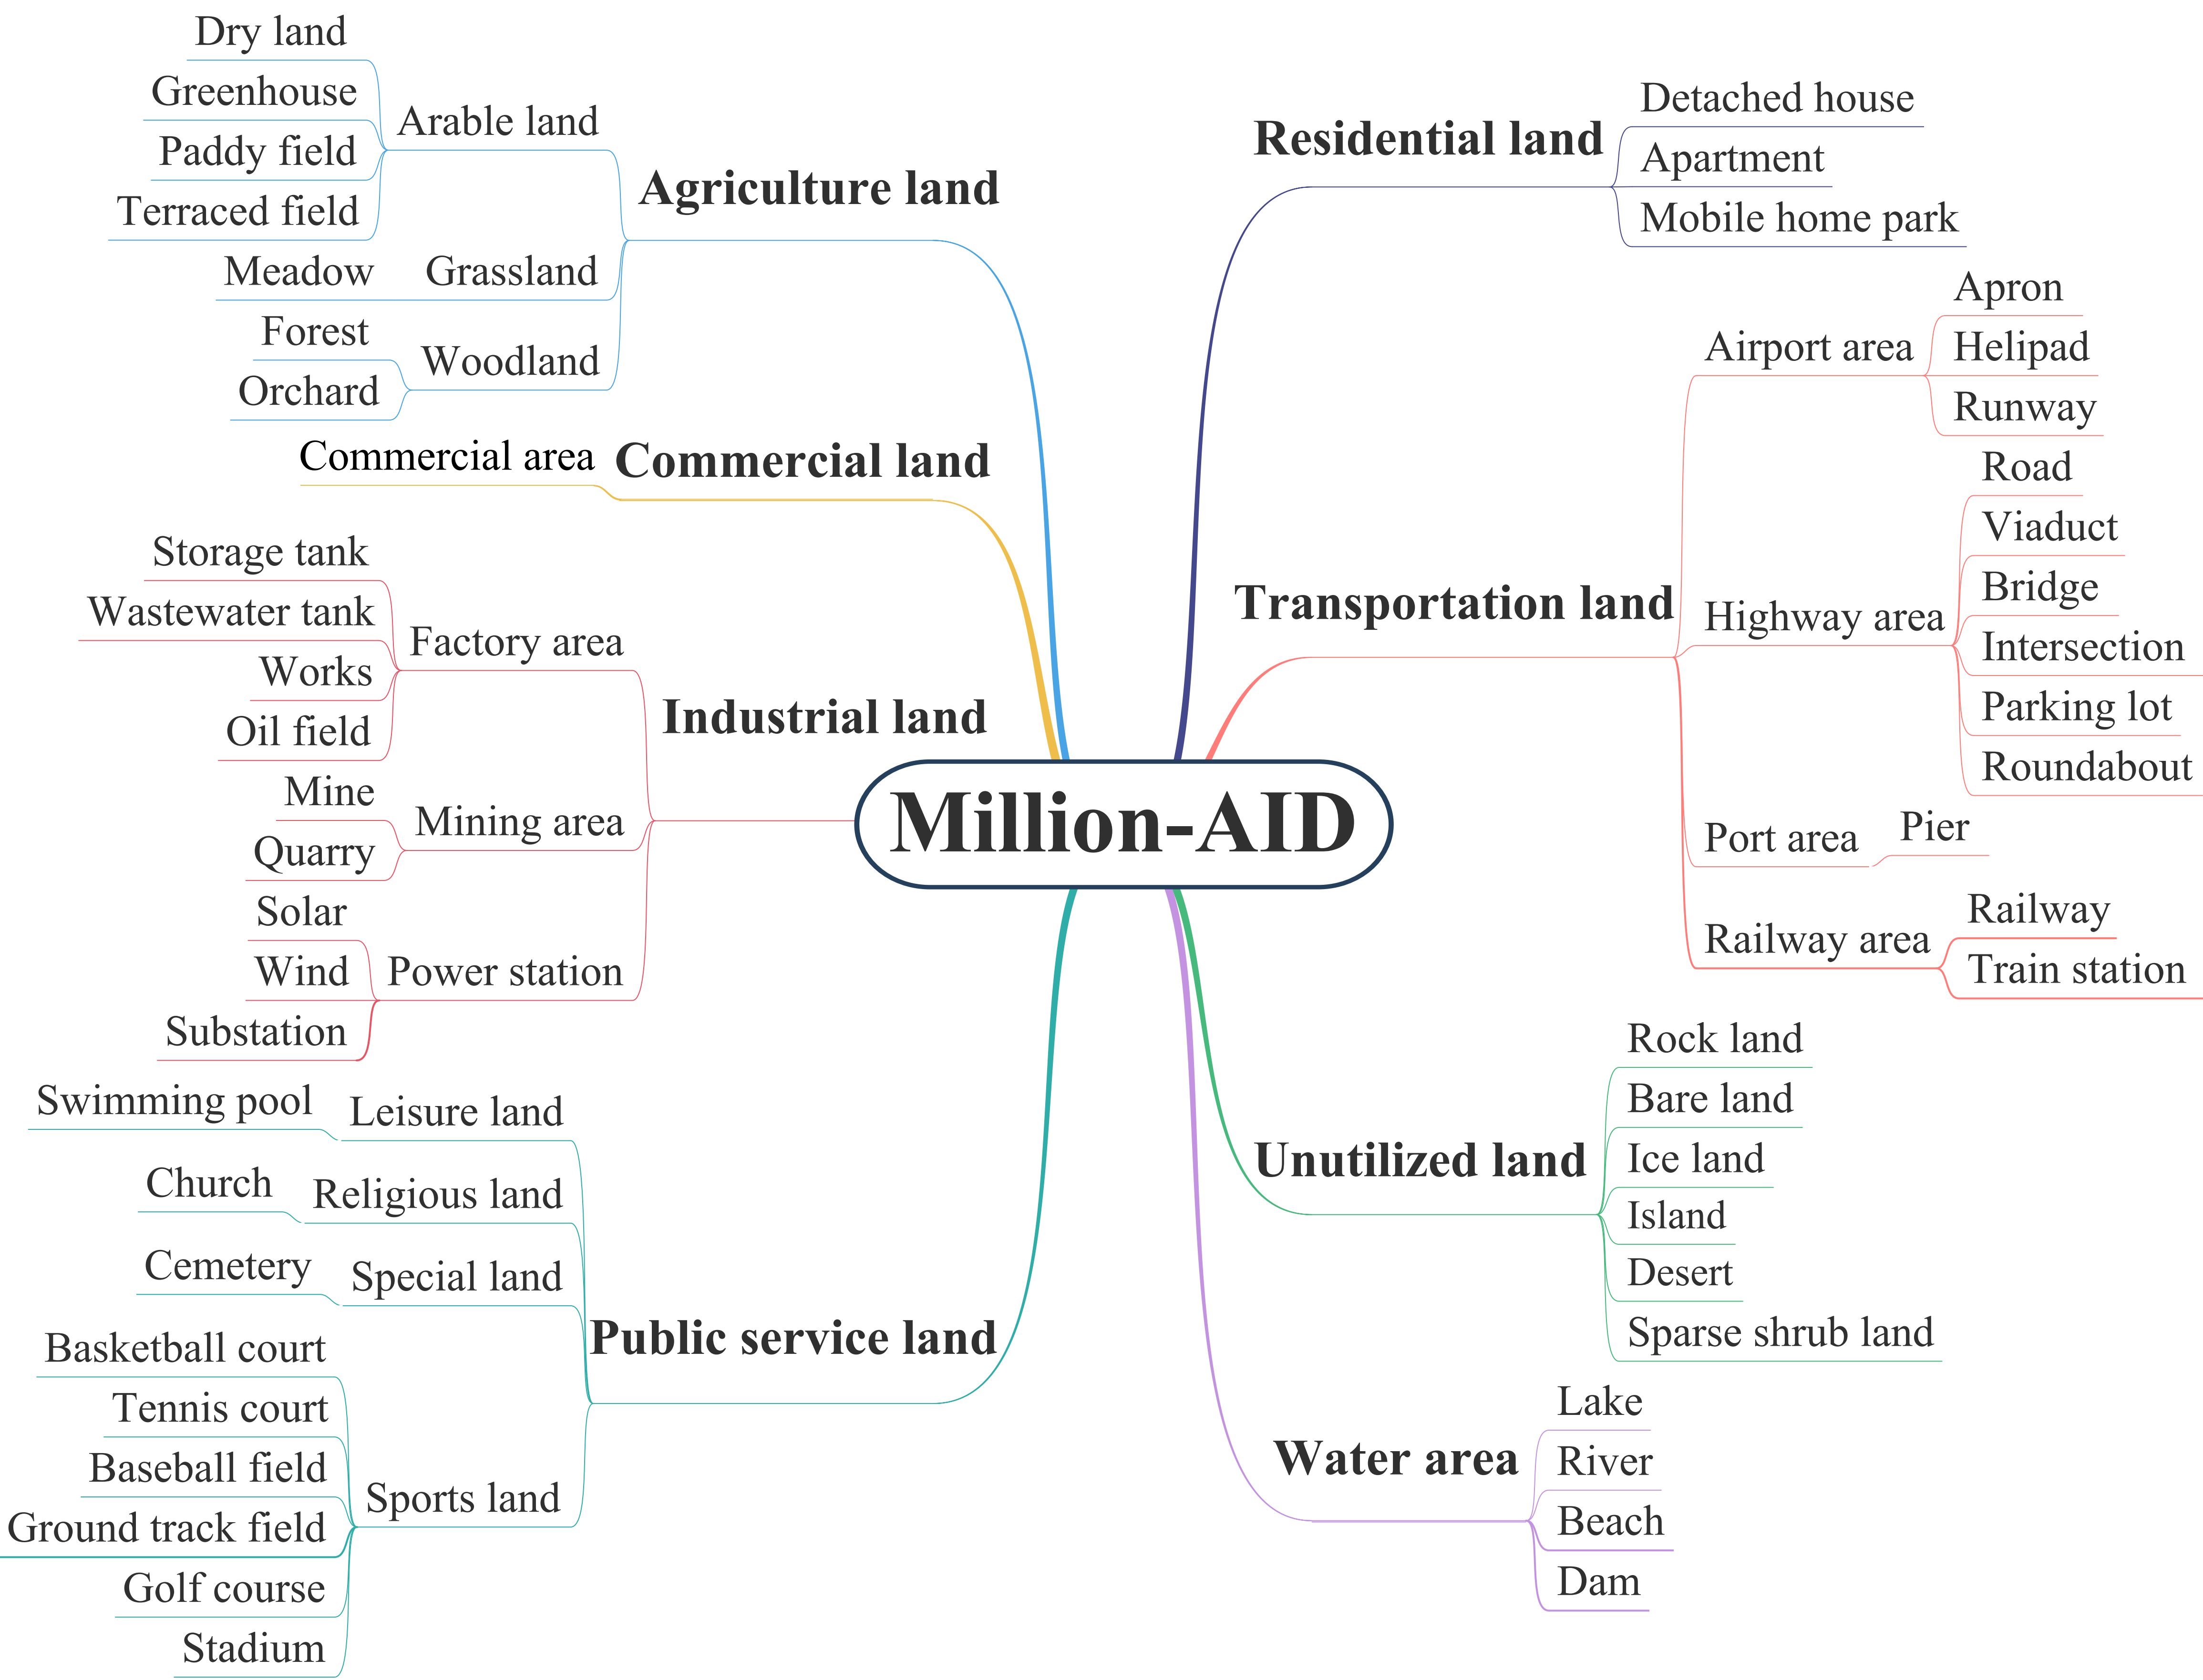 Million-AID
Agriculture land
Arable land
Dry land
Greenhouse
Paddy field
Terraced field
Grassland
Meadow
Woodland
Forest
Orchard
Commercial land
Commercial area
Industrial land
Factory area
Storage tank
Wastewater tank
Works
Oil field
Mining area
Mine
Quarry
Power station
Solar
Wind
Substation
Public service land
Leisure land
Swimming pool
Religious land
Church
Special land
Cemetery
Sports land
Basketball court
Tennis court
Baseball field
Ground track field
Golf course
Stadium
Residential land
Detached house
Apartment
Mobile home park
Transportation land
Airport area
Apron
Helipad
Runway
Highway area
Road
Viaduct
Bridge
Intersection
Parking lot
Roundabout
Port area
Pier
Railway area
Railway
Train station
Unutilized land
Rock land
Bare land
Ice land
Island
Desert
Sparse shrub land
Water area
Lake
River
Beach
Dam